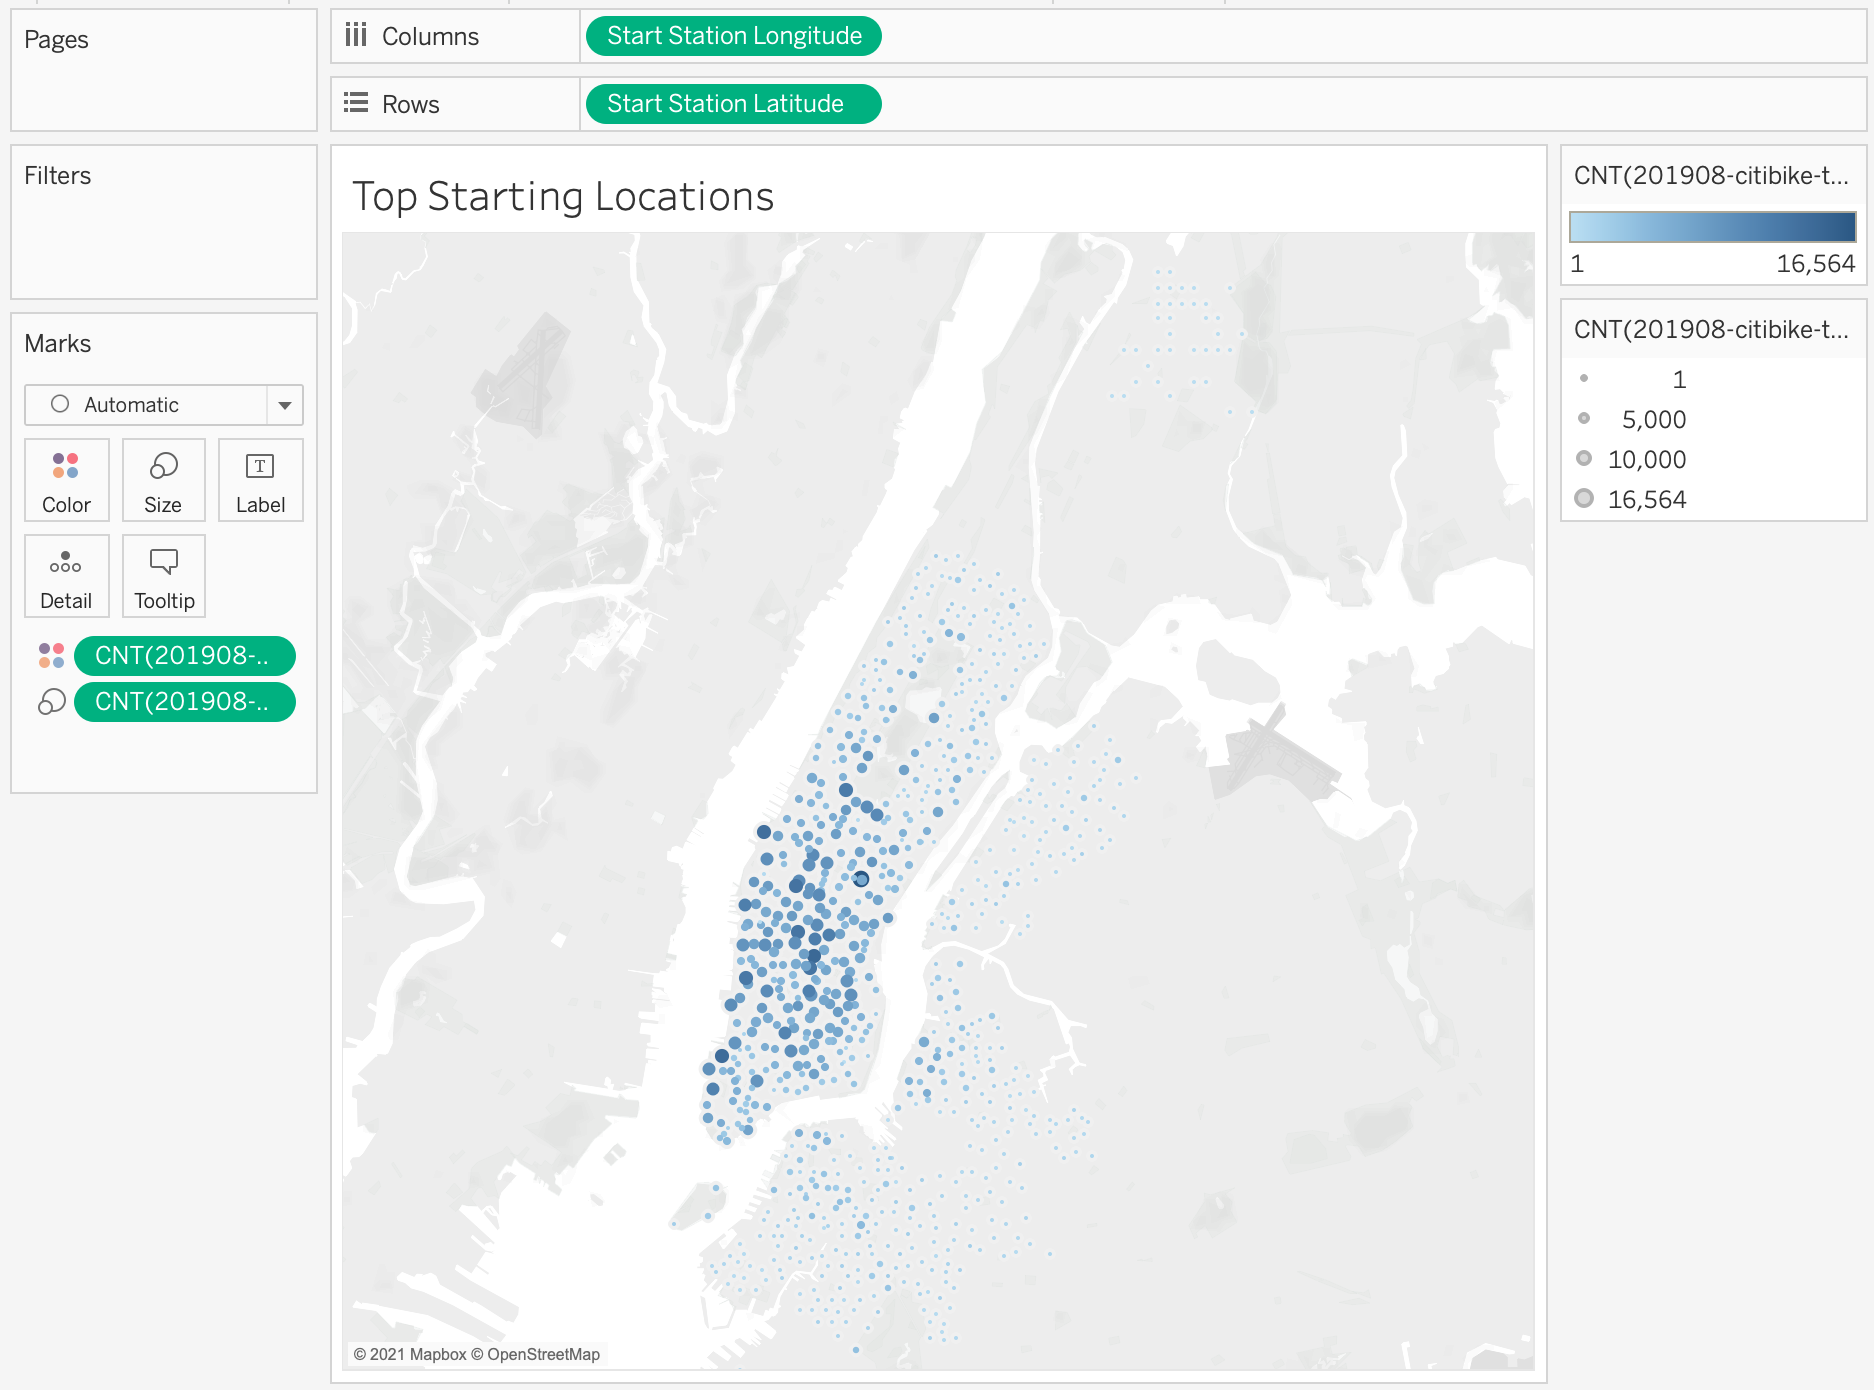 Pages
Columns
Start Station Longitude
Rows
Start Station Latitude
Filters
Top Starting Locations
CNT(201908-citibike-t...
1
16,564
CNT(201908-citibike-t...
1
5,000
10,000
16,564
Marks
Automatic
Color
Size
T
Label
Detail
Tooltip
CNT(201908-..
CNT(201908-..
© 2021 Mapbox © OpenStreetMap